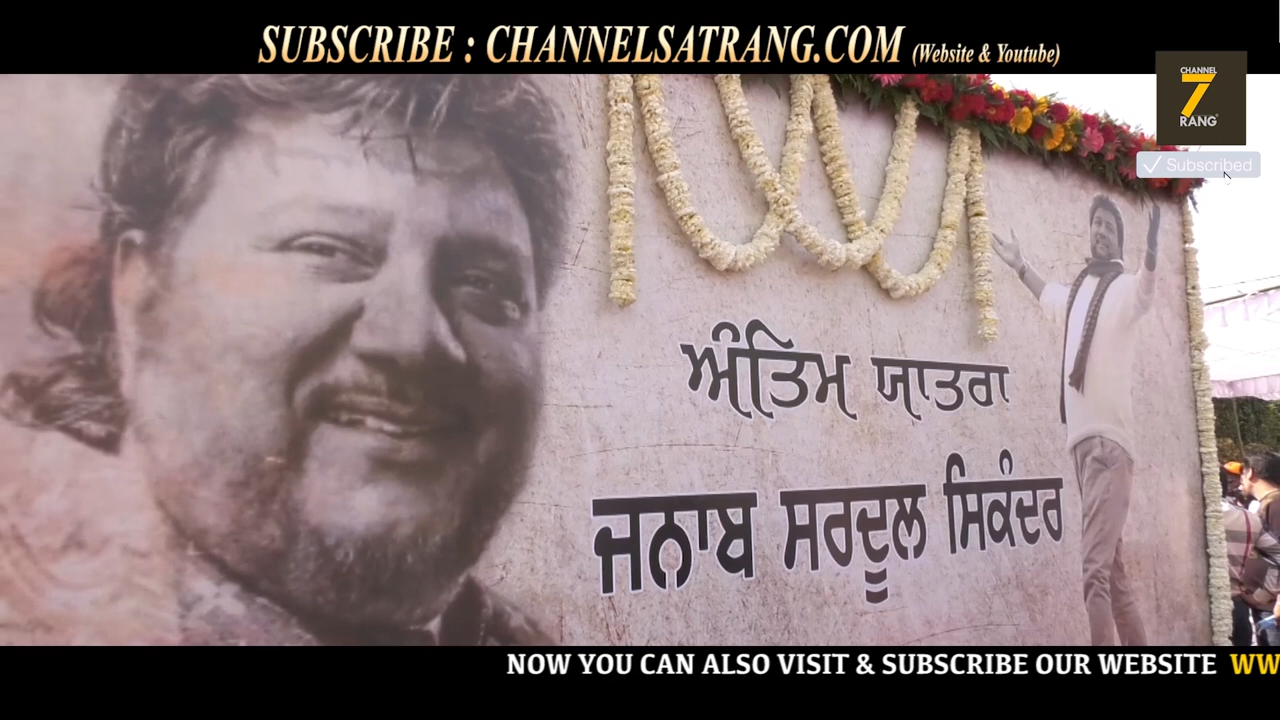 SUBSCRIBE : CHANNELSATRANG.COM (Website & Youtube)
CHANNEL
7
RANG
Subscribed
ਅੰਤਿਮ ਯਾਤਰਾ
ਜਨਾਬ ਸਰਦੂਲ ਸਿਕੰਦਰ
NOW YOU CAN ALSO VISIT & SUBSCRIBE OUR WEBSITE WW